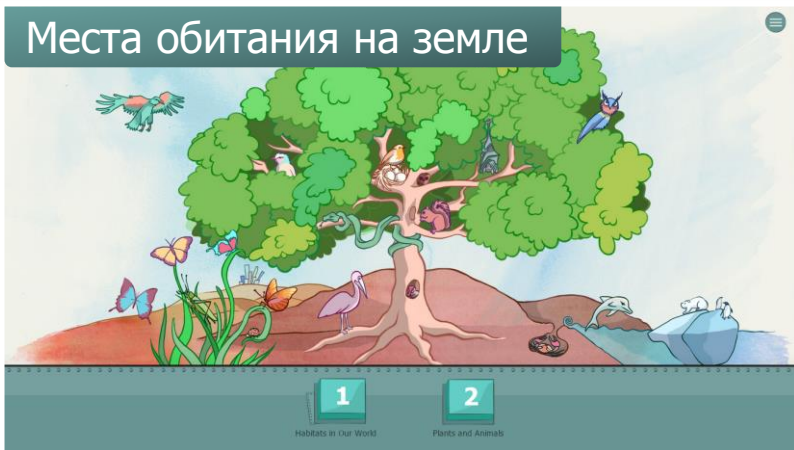 Места обитания на земле
1
2
Habitats in Our World
Plants and Animals